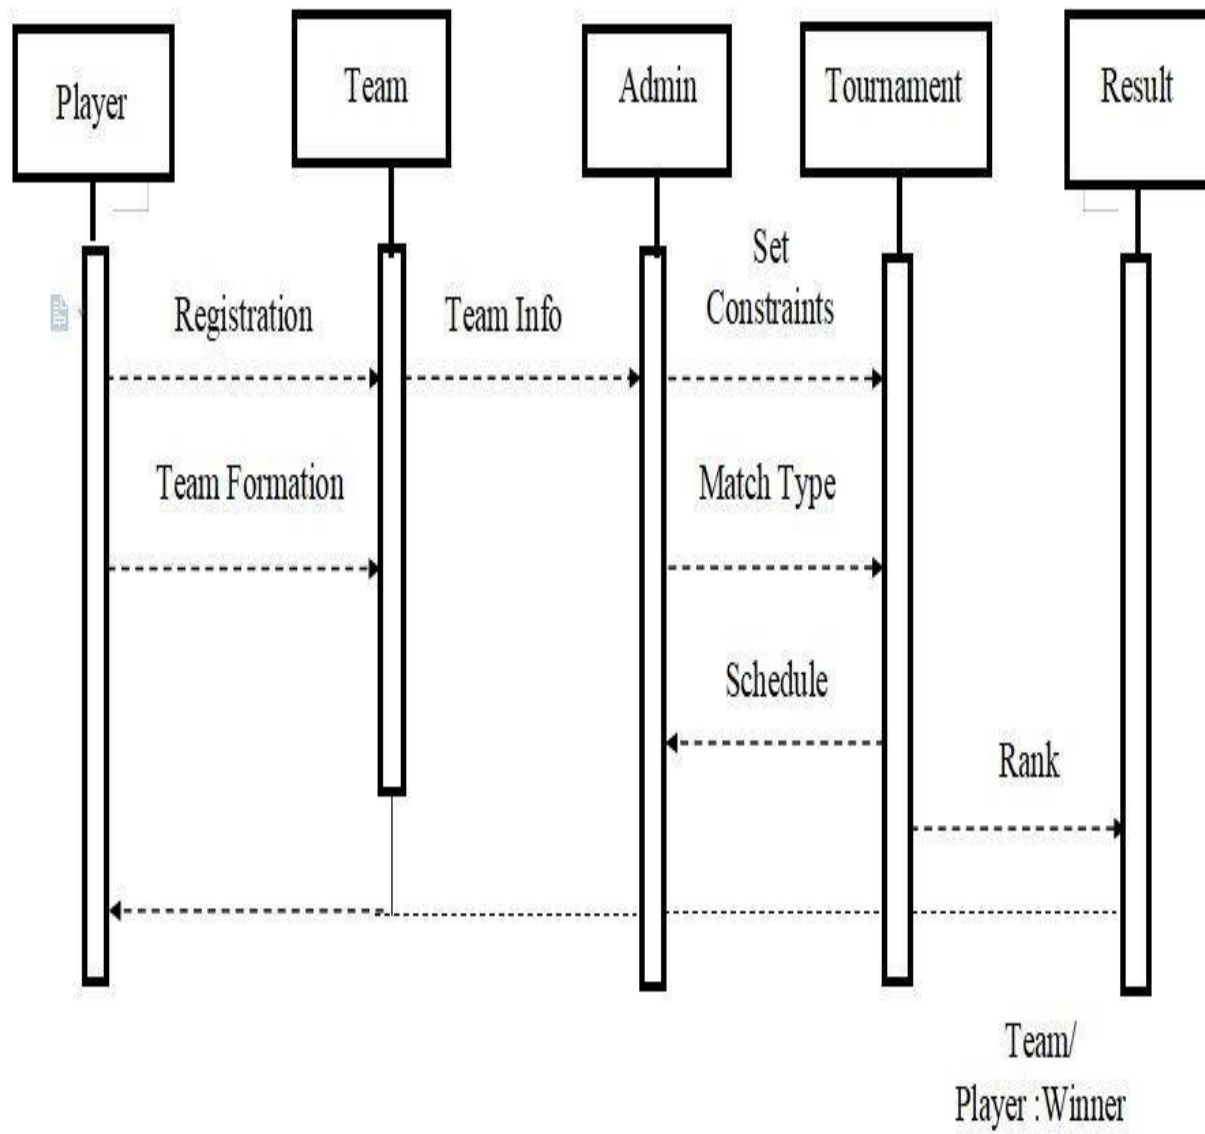 Player
Team
Admin
Tournament
Result
Registration
Team Info
Set
Constraints
Team Formation
Match Type
Schedule
Rank
Team/
Player :Winner